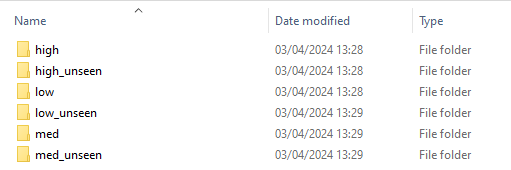 Name Date modified Type
high 03/04/2024 13:28 File folder
high_unseen 03/04/2024 13:28 File folder
low 03/04/2024 13:28 File folder
low_unseen 03/04/2024 13:29 File folder
med 03/04/2024 13:29 File folder
med_unseen 03/04/2024 13:29 File folder